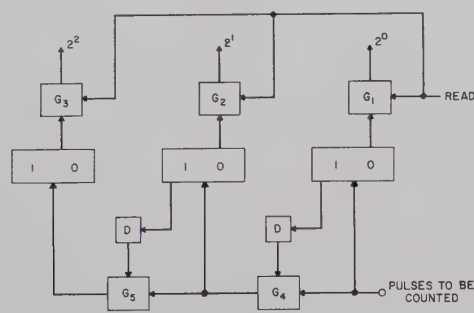 2² 2¹ 2⁰
G₃ G₂ G₁ READ
1 0 1 0 1 0
D D
G₅ G₄ PULSES TO BE
COUNTED